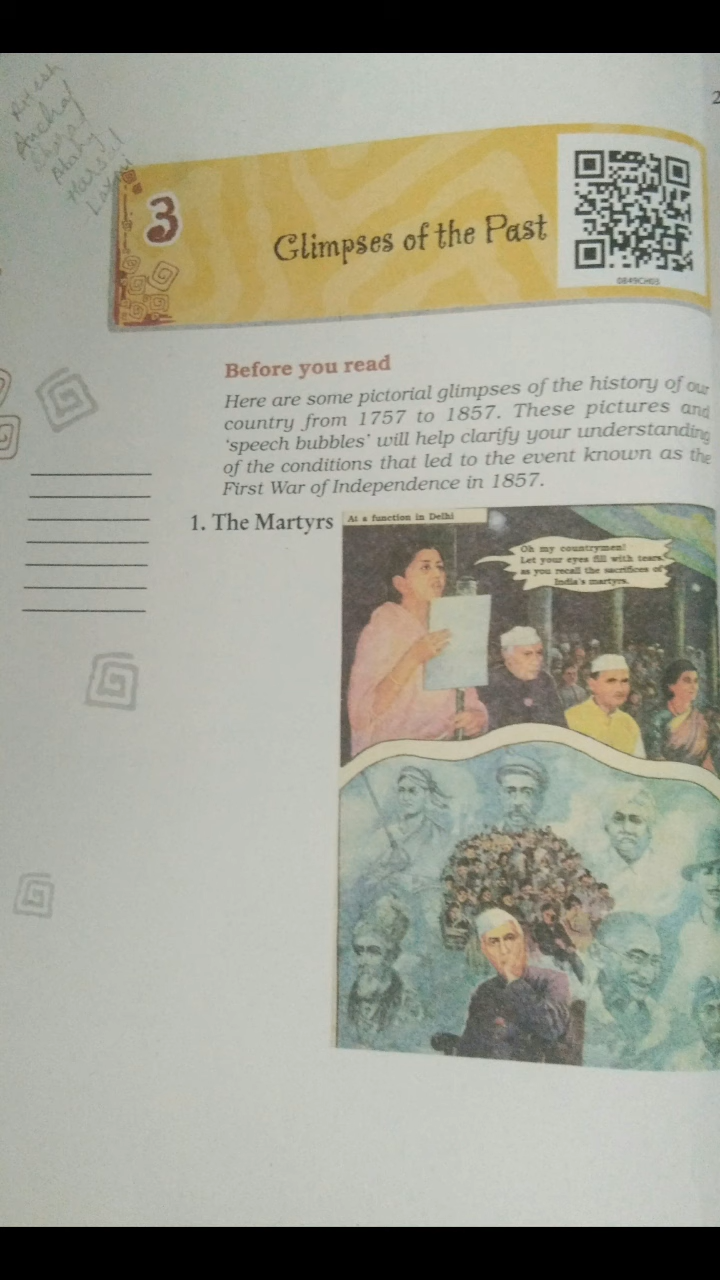 2
Anchal
3
Glimpses of the Past
0849CH03
Before you read
Here are some pictorial glimpses of the history of our
country from 1757 to 1857. These pictures and
‘speech bubbles’ will help clarify your understanding
of the conditions that led to the event known as the
First War of Independence in 1857.
1. The Martyrs
At a function in Delhi
Oh my countrymen!
Let your eyes fill with tears,
as you recall the sacrifices of
India's martyrs.